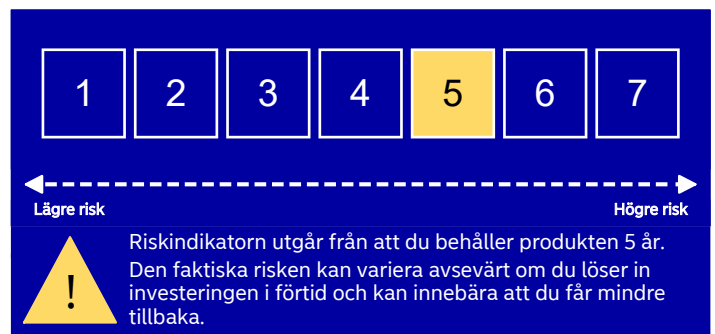 1 2 3 4 5 6 7
Lägre risk Högre risk
Riskindikatorn utgår från att du behåller produkten 5 år.
Den faktiska risken kan variera avsevärt om du löser in
! investeringen i förtid och kan innebära att du får mindre
tillbaka.